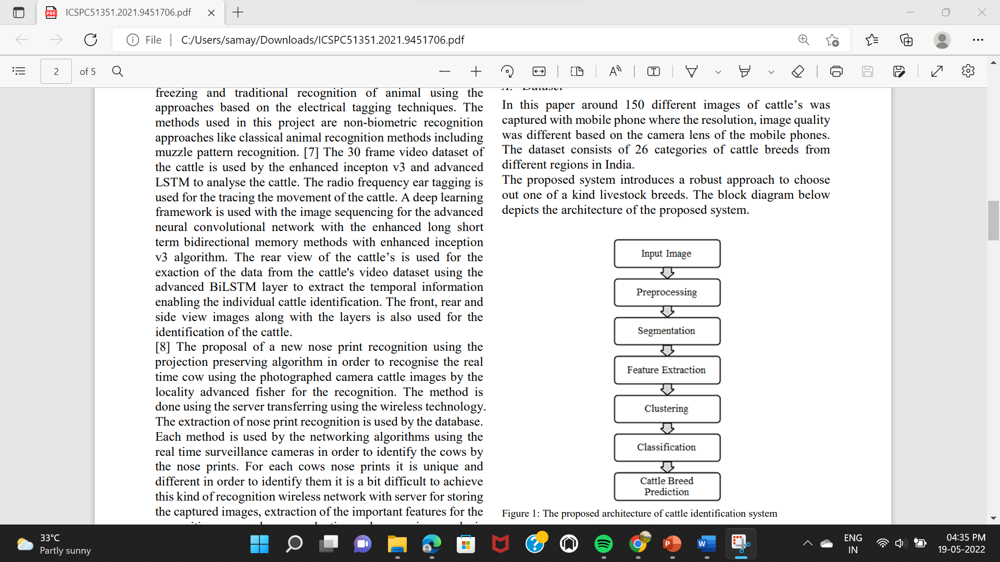 ICSPC51351.2021.9451706.pdf
File
C:/Users/samay/Downloads/ICSPC51351.2021.9451706.pdf
2
of 5
freezing and traditional recognition of animal using the
approaches based on the electrical tagging techniques. The
methods used in this project are non-biometric recognition
approaches like classical animal recognition methods including
muzzle pattern recognition. [7] The 30 frame video dataset of
the cattle is used by the enhanced incepton v3 and advanced
LSTM to analyse the cattle. The radio frequency ear tagging is
used for the tracing the movement of the cattle. A deep learning
framework is used with the image sequencing for the advanced
neural convolutional network with the enhanced long short
term bidirectional memory methods with enhanced inception
v3 algorithm. The rear view of the cattle’s is used for the
exaction of the data from the cattle's video dataset using the
advanced BiLSTM layer to extract the temporal information
enabling the individual cattle identification. The front, rear and
side view images along with the layers is also used for the
identification of the cattle.
[8] The proposal of a new nose print recognition using the
projection preserving algorithm in order to recognise the real
time cow using the photographed camera cattle images by the
locality advanced fisher for the recognition. The method is
done using the server transferring using the wireless technology.
The extraction of nose print recognition is used by the database.
Each method is used by the networking algorithms using the
real time surveillance cameras in order to identify the cows by
the nose prints. For each cows nose prints it is unique and
different in order to identify them it is a bit difficult to achieve
this kind of recognition wireless network with server for storing
the captured images, extraction of the important features for the
A. Dataset
In this paper around 150 different images of cattle’s was
captured with mobile phone where the resolution, image quality
was different based on the camera lens of the mobile phones.
The dataset consists of 26 categories of cattle breeds from
different regions in India.
The proposed system introduces a robust approach to choose
out one of a kind livestock breeds. The block diagram below
depicts the architecture of the proposed system.
Input Image
Preprocessing
Segmentation
Feature Extraction
Clustering
Classification
Cattle Breed
Prediction
Figure 1: The proposed architecture of cattle identification system
33°C
Partly sunny
ENG
IN
04:35 PM
19-05-2022